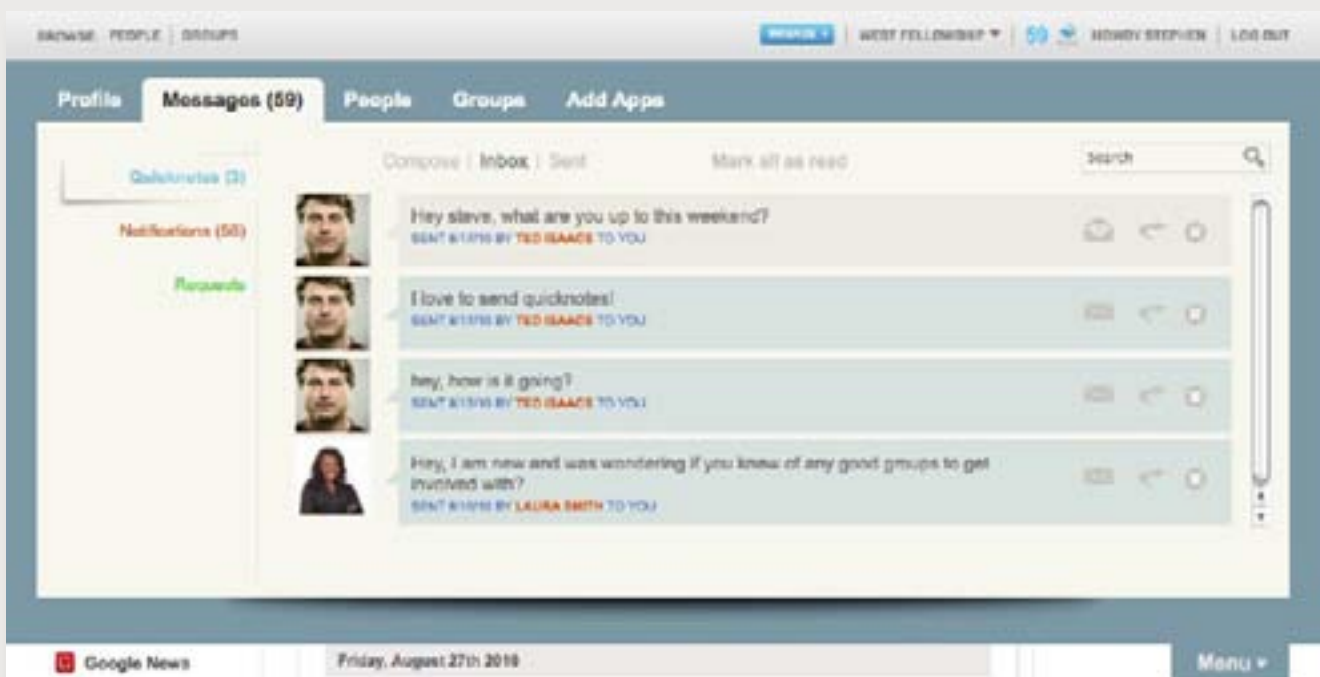 BROWSE PEOPLE | GROUPS
WEST FELLOWSHIP
59
HOWDY STEPHEN | LOG OUT
Profile
Messages (59)
People
Groups
Add Apps
Quicknotes (3)
Notifications (56)
Requests
Compose | Inbox | Sent
Mark all as read
Search
Hey steve, what are you up to this weekend?
SENT BY TED ISAACS TO YOU
I love to send quicknotes!
SENT BY TED ISAACS TO YOU
hey, how is it going?
SENT BY TED ISAACS TO YOU
Hey, I am new and was wondering if you knew of any good groups to get
involved with?
SENT BY LAURA SMITH TO YOU
Google News
Friday, August 27th 2010
Menu